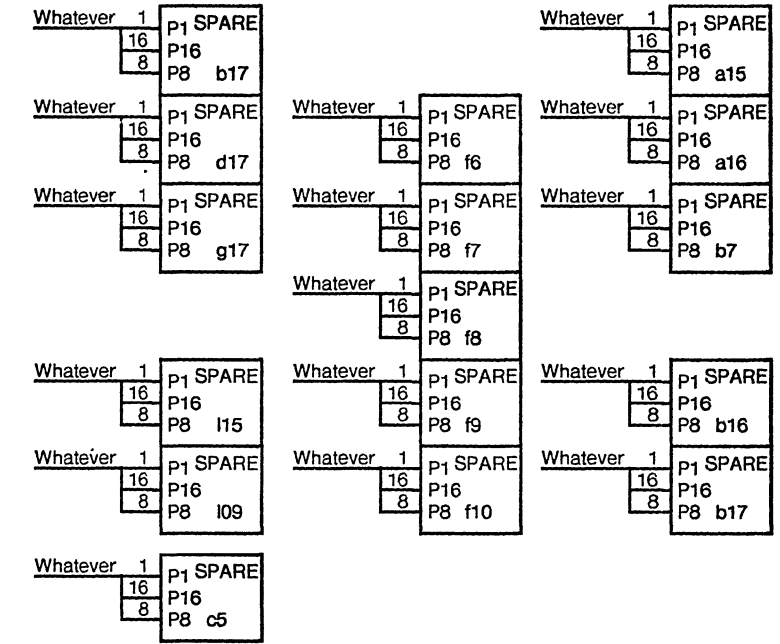 Whatever 1 P1 SPARE
16 P16
8 P8 b17
Whatever 1 P1 SPARE
16 P16
8 P8 d17
Whatever 1 P1 SPARE
16 P16
8 P8 g17
Whatever 1 P1 SPARE
16 P16
8 P8 l15
Whatever 1 P1 SPARE
16 P16
8 P8 l09
Whatever 1 P1 SPARE
16 P16
8 P8 c5
Whatever 1 P1 SPARE
16 P16
8 P8 f6
Whatever 1 P1 SPARE
16 P16
8 P8 f7
Whatever 1 P1 SPARE
16 P16
8 P8 f8
Whatever 1 P1 SPARE
16 P16
8 P8 f9
Whatever 1 P1 SPARE
16 P16
8 P8 f10
Whatever 1 P1 SPARE
16 P16
8 P8 a15
Whatever 1 P1 SPARE
16 P16
8 P8 a16
Whatever 1 P1 SPARE
16 P16
8 P8 b7
Whatever 1 P1 SPARE
16 P16
8 P8 b16
Whatever 1 P1 SPARE
16 P16
8 P8 b17